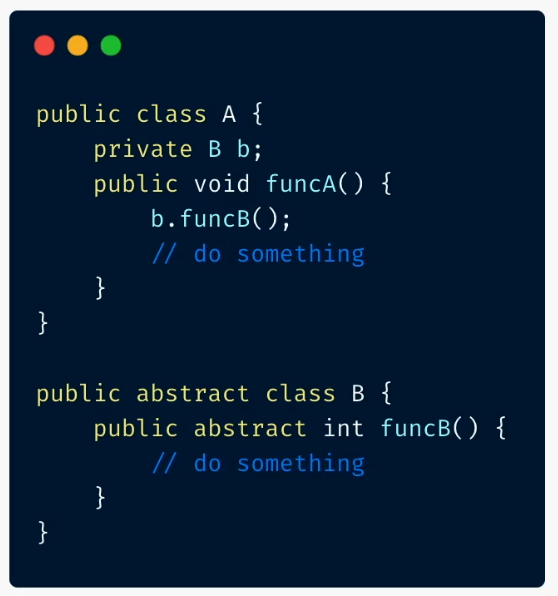 public class A {
    private B b;
    public void funcA() {
        b.funcB();
        // do something
    }
}

public abstract class B {
    public abstract int funcB() {
        // do something
    }
}